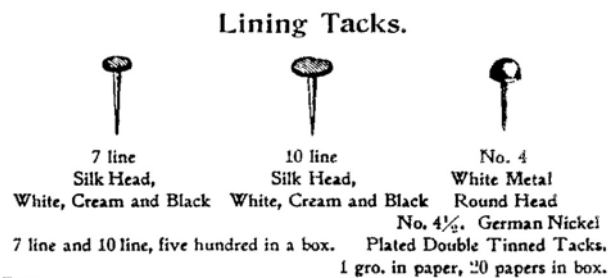 Lining Tacks.
7 line
Silk Head,
White, Cream and Black
10 line
Silk Head,
White, Cream and Black
No. 4
White Metal
Round Head
No. 4½. German Nickel
7 line and 10 line, five hundred in a box.
Plated Double Tinned Tacks.
1 gro. in paper, 20 papers in box.